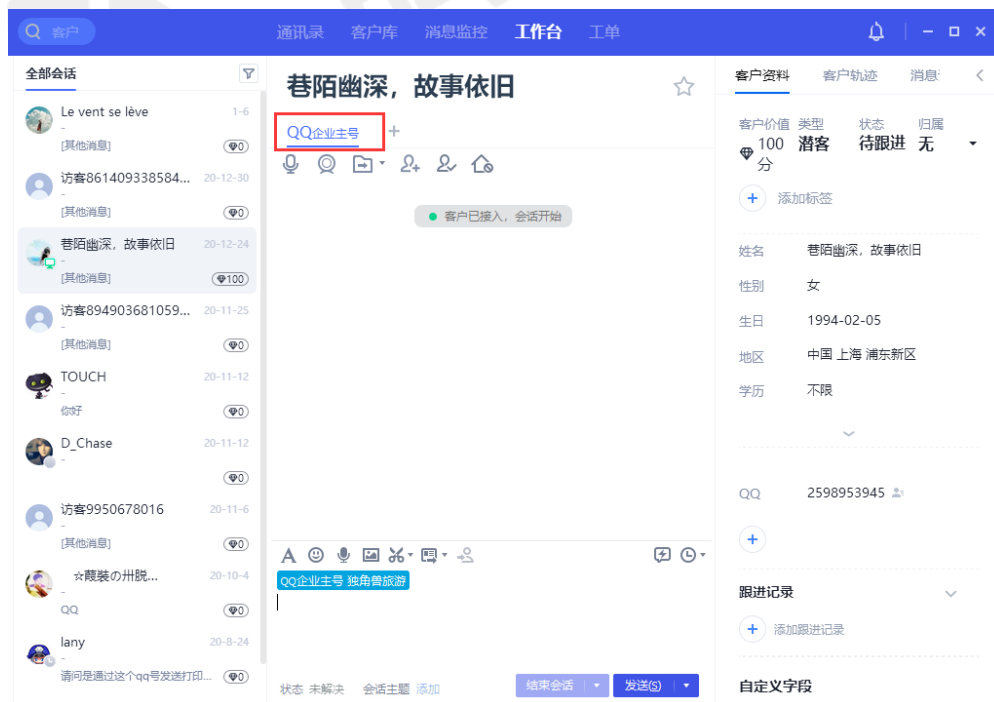 客户
通讯录 客户库 消息监控 工作台 工单
全部会话
Le vent se lève 1-6
-
[其他消息] 0
访客861409338584... 20-12-30
-
[其他消息] 0
巷陌幽深，故事依旧 20-12-24
-
[其他消息] 100
访客894903681059... 20-11-25
-
[其他消息] 0
TOUCH 20-11-12
-
你好 0
D_Chase 20-11-12
-
0
访客9950678016 20-11-6
-
[其他消息] 0
☆葭裝の卅脱... 20-10-4
-
QQ 0
lany 20-8-24
-
请问是通过这个qq号发送打印... 0
巷陌幽深，故事依旧
QQ企业主号 +
客户已接入，会话开始
QQ企业主号 独角兽旅游
状态 未解决 会话主题 添加
结束会话 发送(S)
客户资料 客户轨迹 消息
客户价值 类型 状态 归属
100分 潜客 待跟进 无
+ 添加标签
姓名 巷陌幽深，故事依旧
性别 女
生日 1994-02-05
地区 中国 上海 浦东新区
学历 不限
QQ 2598953945
+
跟进记录
+ 添加跟进记录
自定义字段